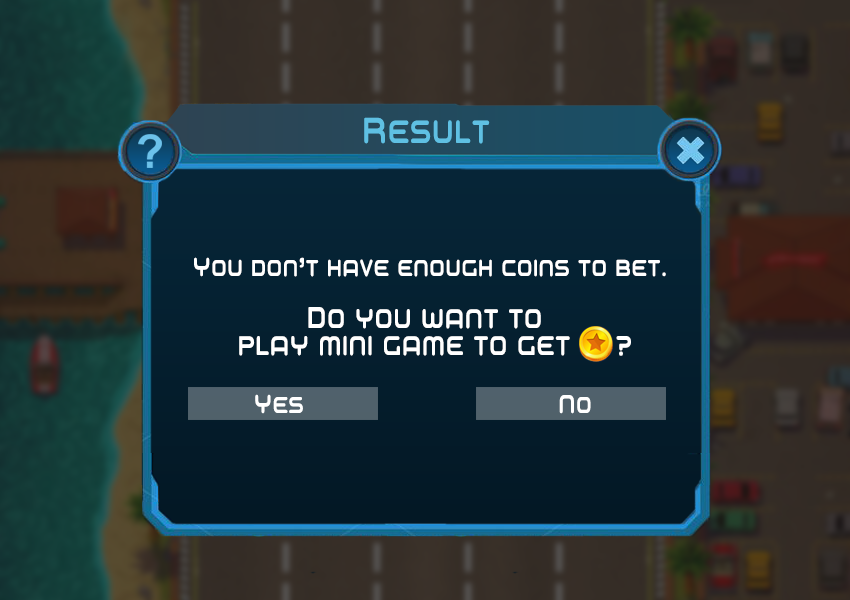 ?
Result
You don't have enough coins to bet.
Do you want to
play mini game to get ?
Yes No